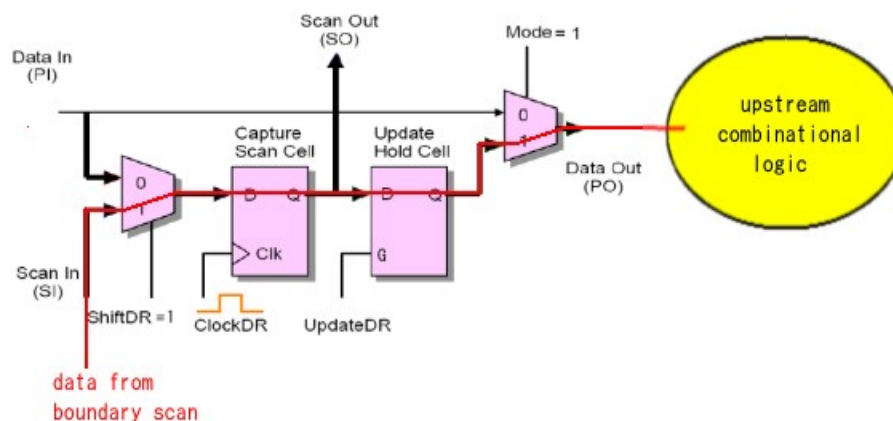 Scan Out
(SO)
Mode= 1
Data In
(PI)
upstream
combinational
logic
Capture
Scan Cell
Update
Hold Cell
0
1
Data Out
(PO)
0
1
D
Q
D
Q
Clk
G
Scan In
(SI)
ShiftDR =1
ClockDR
UpdateDR
data from
boundary scan